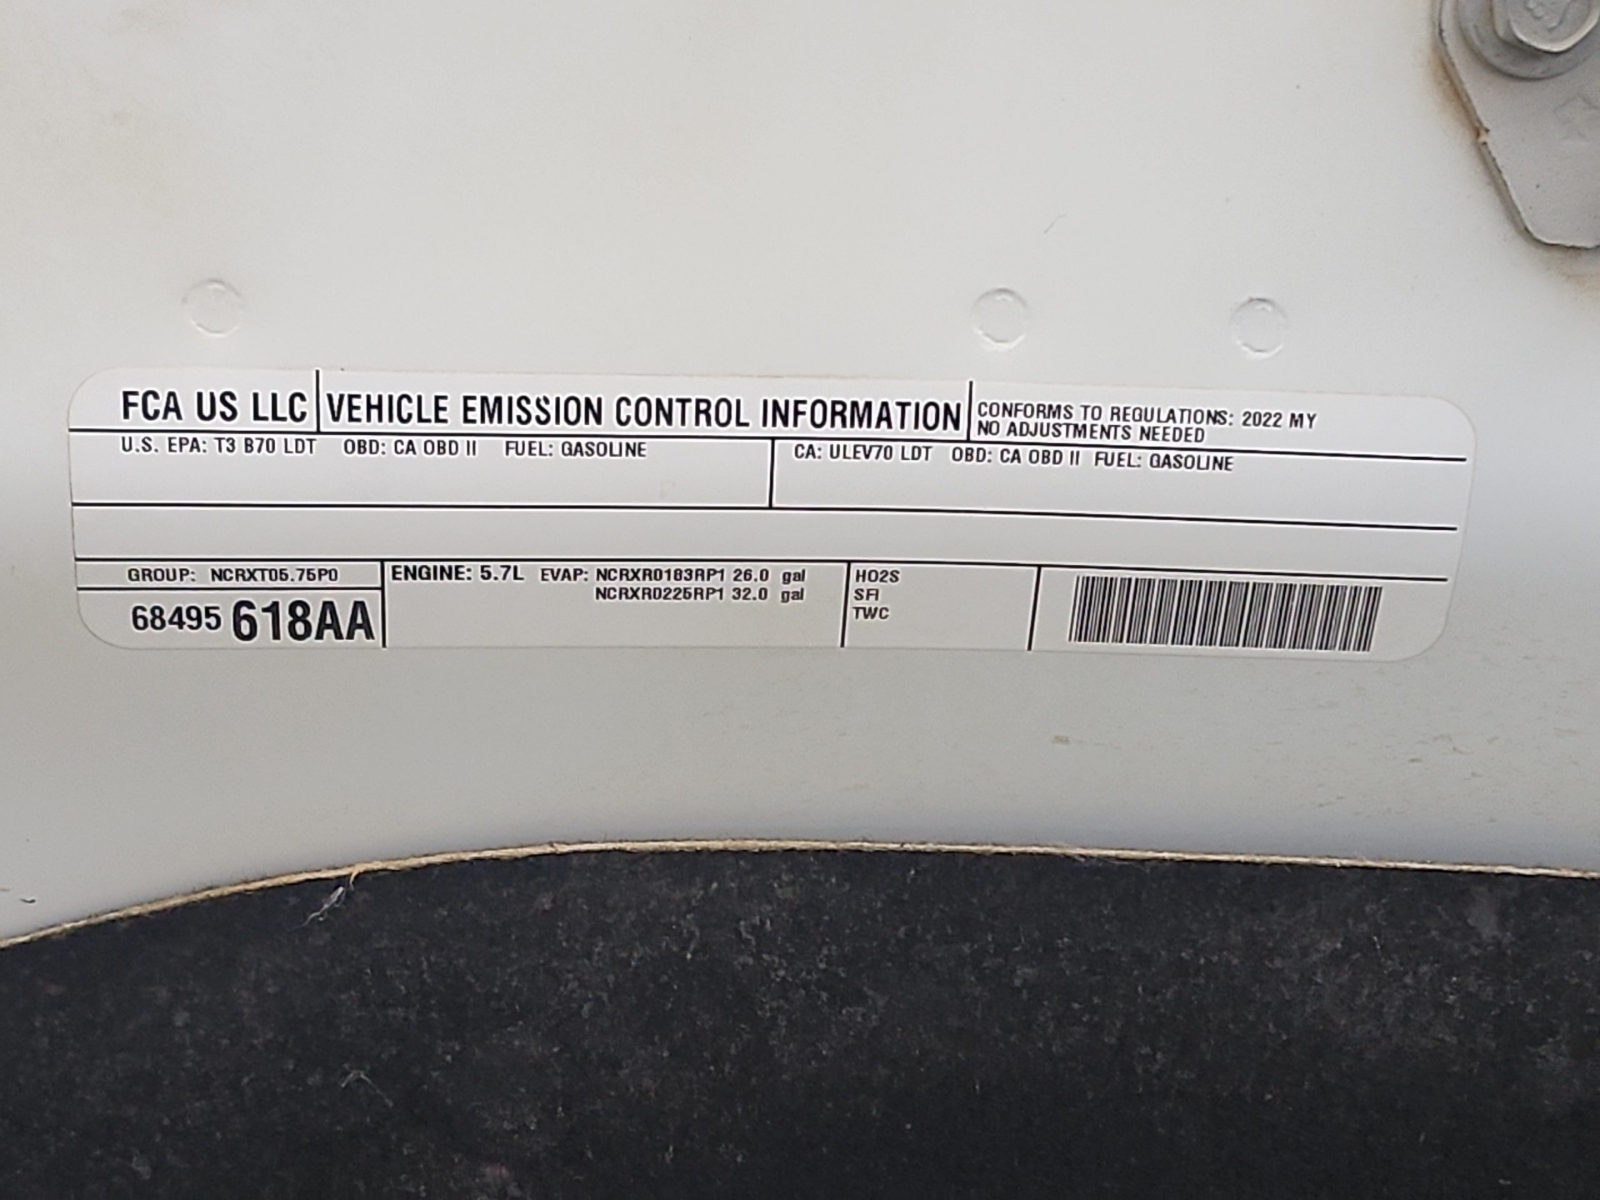 FCA US LLC VEHICLE EMISSION CONTROL INFORMATION CONFORMS TO REGULATIONS: 2022 MY
NO ADJUSTMENTS NEEDED
U.S. EPA: T3 B70 LDT OBD: CA OBD II FUEL: GASOLINE CA: ULEV70 LDT OBD: CA OBD II FUEL: GASOLINE
GROUP: NCRXT05.75P0
68495 618AA
ENGINE: 5.7L EVAP: NCRXR0183RP1 26.0 gal
NCRXR0225RP1 32.0 gal
HO2S
SFI
TWC